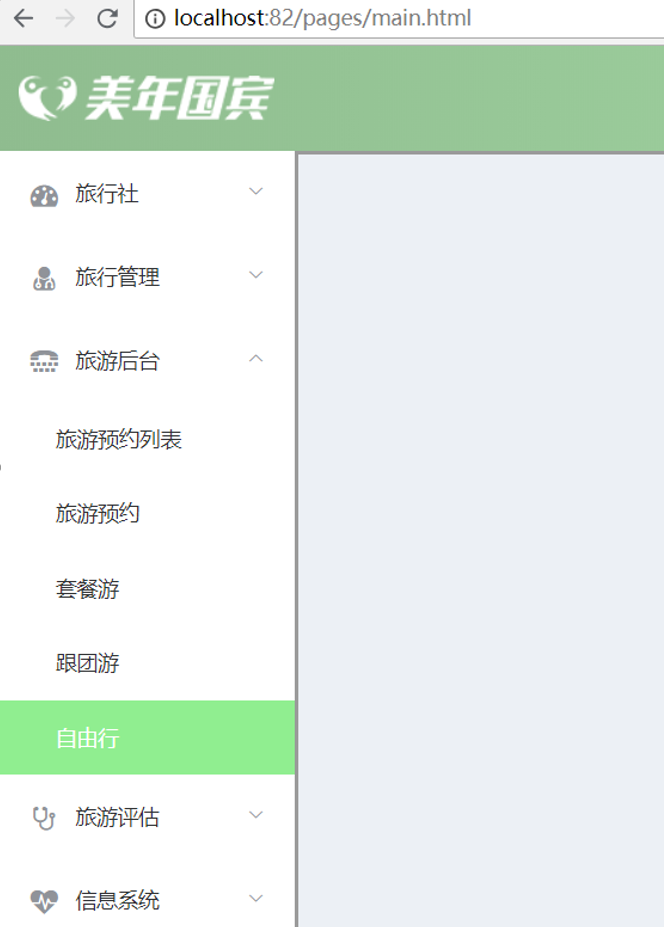 localhost:82/pages/main.html
美年国宾
旅行社
旅行管理
旅游后台
旅游预约列表
旅游预约
套餐游
跟团游
自由行
旅游评估
信息系统